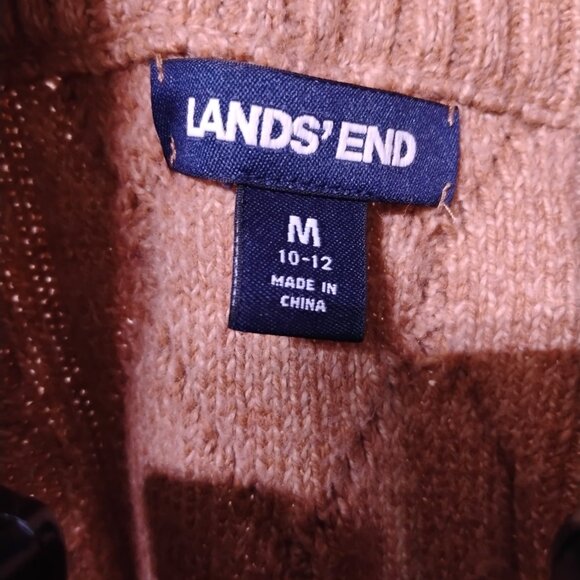 LANDS' END
M
10-12
MADE IN
CHINA